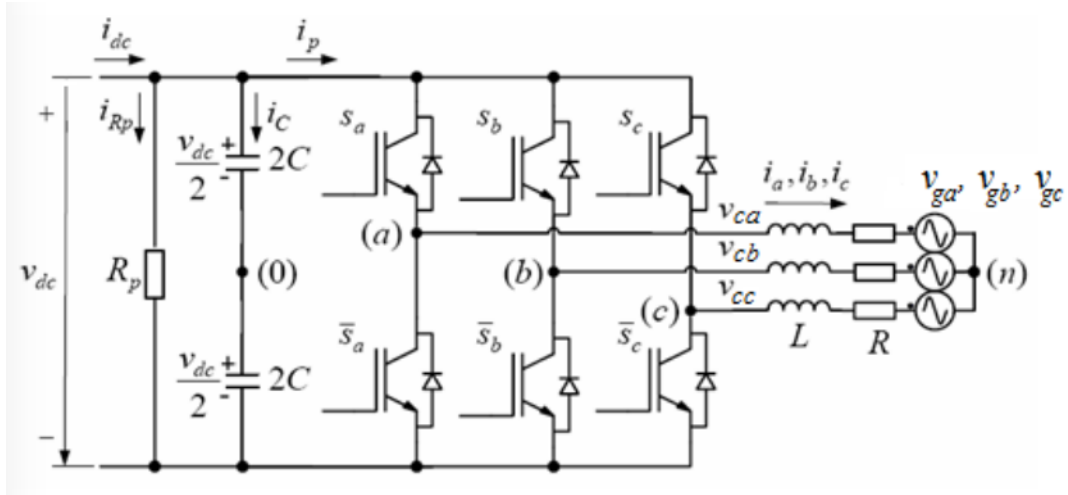 i_dc i_p
+ i_Rp i_C s_a s_b s_c
v_dc/2 + - 2C
i_a, i_b, i_c v_ga, v_gb, v_gc
(a) v_ca
v_cb
v_dc R_p (0) (b) (n)
v_cc
(c)
L R
s̅_a s̅_b s̅_c
v_dc/2 + - 2C
-